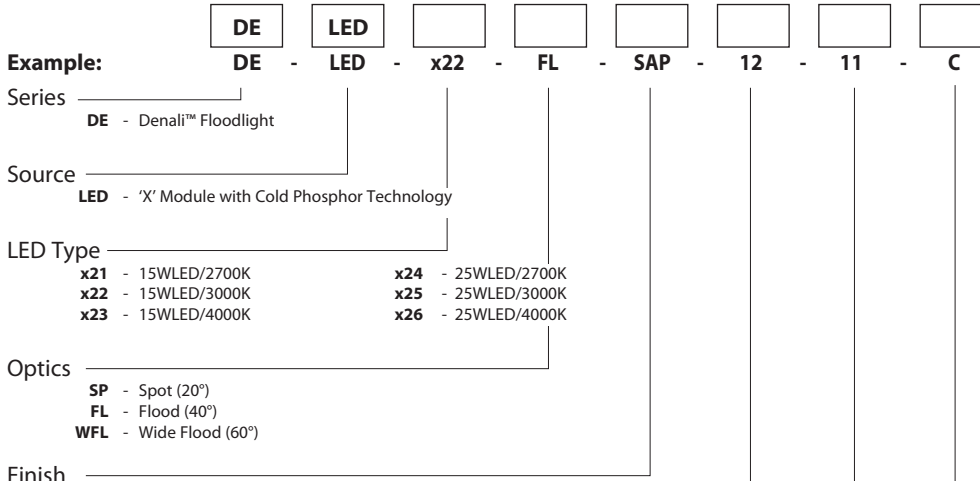 DE LED
Example: DE - LED - x22 - FL - SAP - 12 - 11 - C
Series
DE - Denali™ Floodlight
Source
LED - ‘X’ Module with Cold Phosphor Technology
LED Type
x21 - 15WLED/2700K x24 - 25WLED/2700K
x22 - 15WLED/3000K x25 - 25WLED/3000K
x23 - 15WLED/4000K x26 - 25WLED/4000K
Optics
SP - Spot (20°)
FL - Flood (40°)
WFL - Wide Flood (60°)
Finish